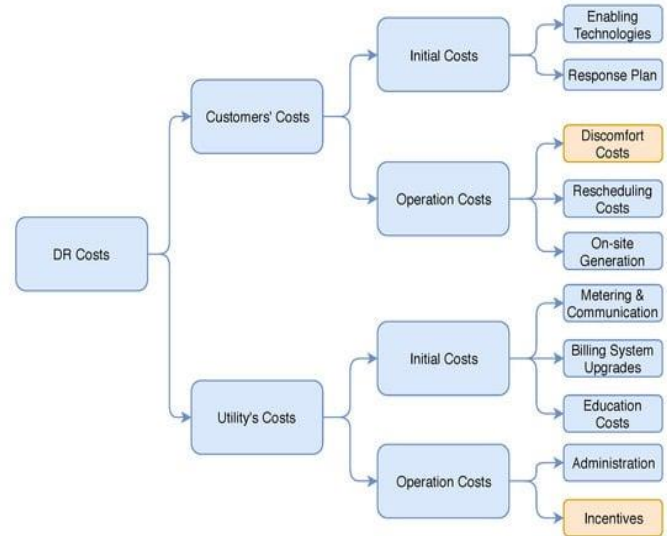 DR Costs
Customers' Costs
Initial Costs
Enabling
Technologies
Response Plan
Operation Costs
Discomfort
Costs
Rescheduling
Costs
On-site
Generation
Utility's Costs
Initial Costs
Metering &
Communication
Billing System
Upgrades
Education
Costs
Operation Costs
Administration
Incentives